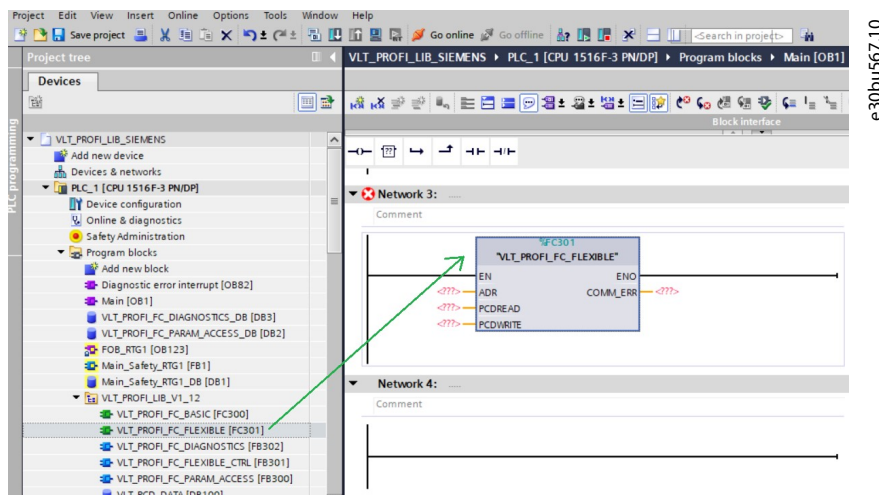 Project Edit View Insert Online Options Tools Window Help
Save project Go online Go offline <Search in project>
Project tree
VLT_PROFI_LIB_SIEMENS PLC_1 [CPU 1516F-3 PN/DP] Program blocks Main [OB1]
Devices
Block interface
PLC programming
VLT_PROFI_LIB_SIEMENS
Add new device
Devices & networks
PLC_1 [CPU 1516F-3 PN/DP]
Device configuration
Online & diagnostics
Safety Administration
Program blocks
Add new block
Diagnostic error interrupt [OB82]
Main [OB1]
VLT_PROFI_FC_DIAGNOSTICS_DB [DB3]
VLT_PROFI_FC_PARAM_ACCESS_DB [DB2]
FOB_RTG1 [OB123]
Main_Safety_RTG1 [FB1]
Main_Safety_RTG1_DB [DB1]
VLT_PROFI_LIB_V1_12
VLT_PROFI_FC_BASIC [FC300]
VLT_PROFI_FC_FLEXIBLE [FC301]
VLT_PROFI_FC_DIAGNOSTICS [FB302]
VLT_PROFI_FC_FLEXIBLE_CTRL [FB301]
VLT_PROFI_FC_PARAM_ACCESS [FB300]
VLT_PCD_DATA [DB100]
??
Network 3:
Comment
%FC301
"VLT_PROFI_FC_FLEXIBLE"
EN ENO
<???> ADR COMM_ERR <???>
<???> PCDREAD
<???> PCDWRITE
Network 4:
Comment
e30bu567.10